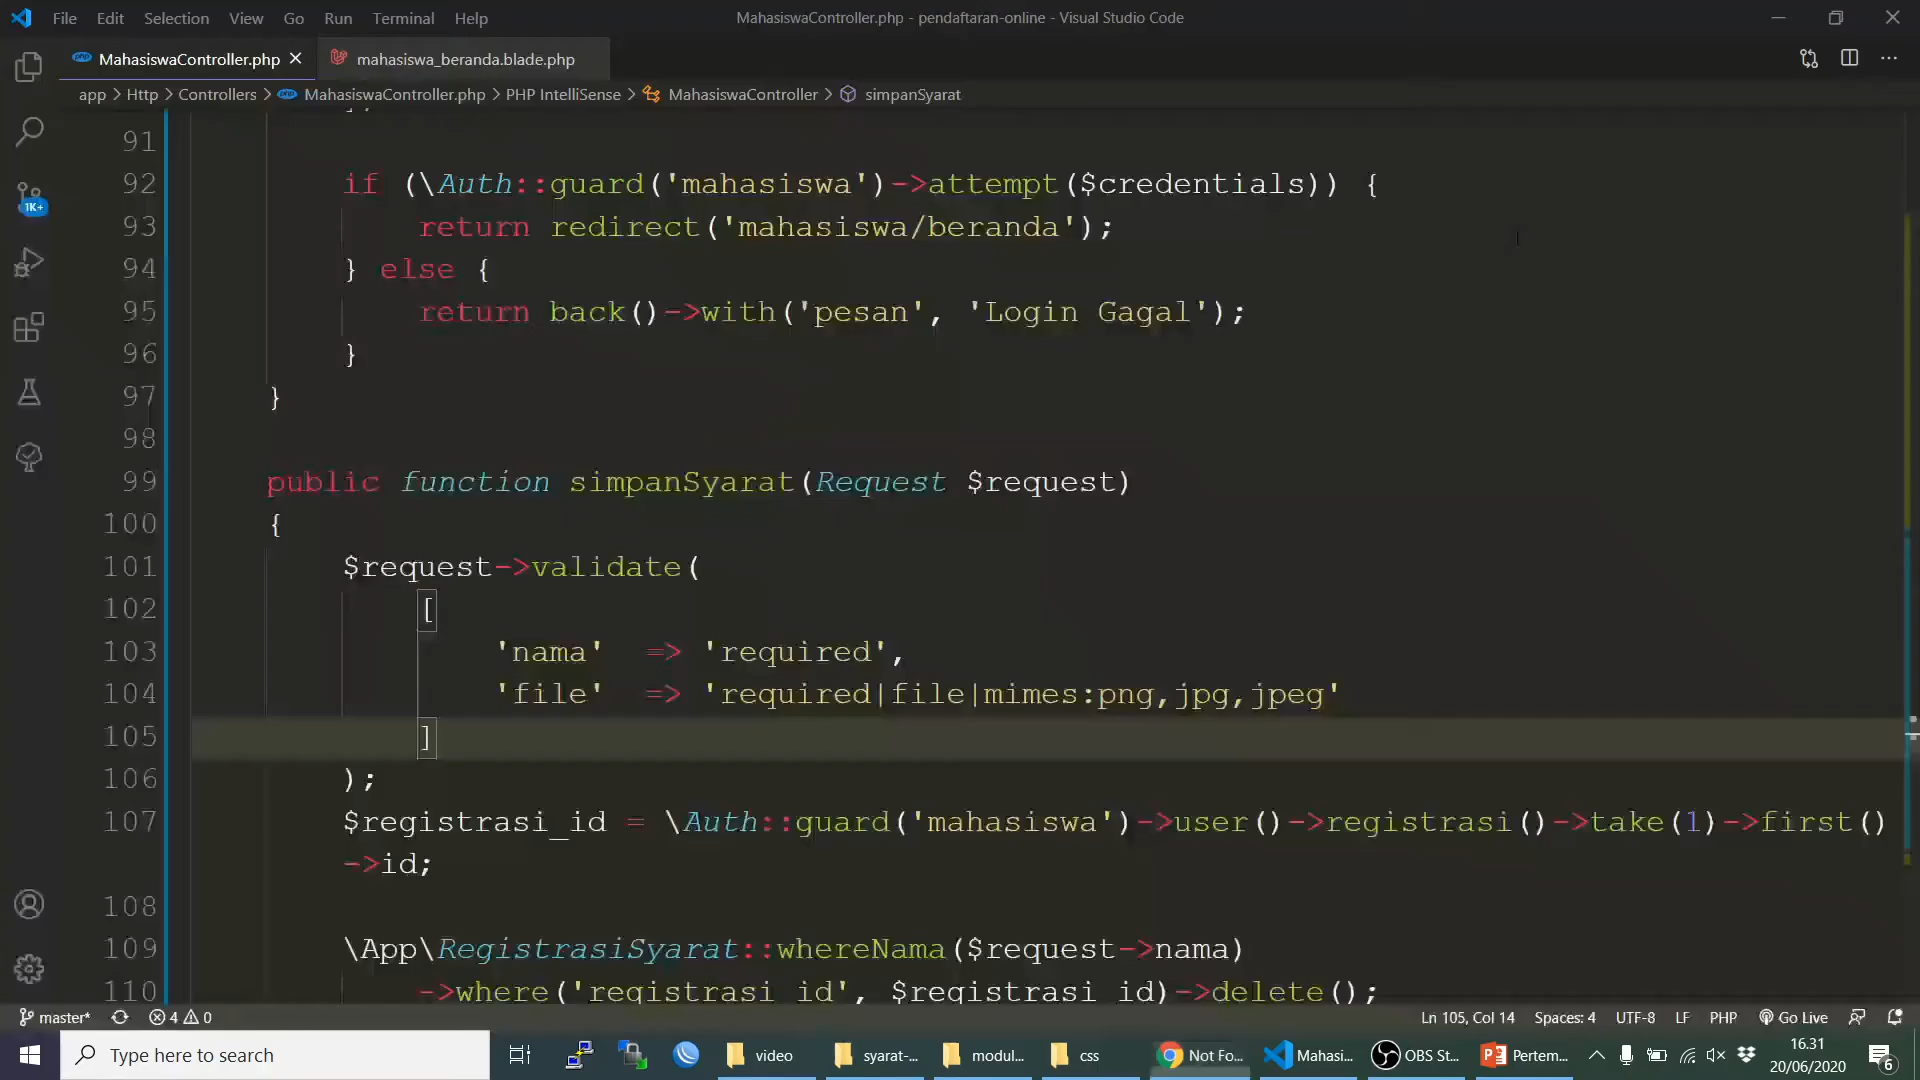 File Edit Selection View Go Run Terminal Help
MahasiswaController.php - pendaftaran-online - Visual Studio Code
MahasiswaController.php
mahasiswa_beranda.blade.php
app > Http > Controllers > MahasiswaController.php > PHP IntelliSense > MahasiswaController > simpanSyarat
91
92 if (\Auth::guard('mahasiswa')->attempt($credentials)) {
93 return redirect('mahasiswa/beranda');
94 } else {
95 return back()->with('pesan', 'Login Gagal');
96 }
97 }
98
99 public function simpanSyarat(Request $request)
100 {
101 $request->validate(
102 [
103 'nama' => 'required',
104 'file' => 'required|file|mimes:png,jpg,jpeg'
105 ]
106 );
107 $registrasi_id = \Auth::guard('mahasiswa')->user()->registrasi()->take(1)->first()
->id;
108
109 \App\RegistrasiSyarat::whereNama($request->nama)
110 ->where('registrasi_id', $registrasi_id)->delete();
1K+
master*
4
0
Ln 105, Col 14
Spaces: 4
UTF-8
LF
PHP
Go Live
Type here to search
video
syarat-...
modul...
css
Not Fo...
Mahasi...
OBS St...
Pertem...
16.31
20/06/2020
6